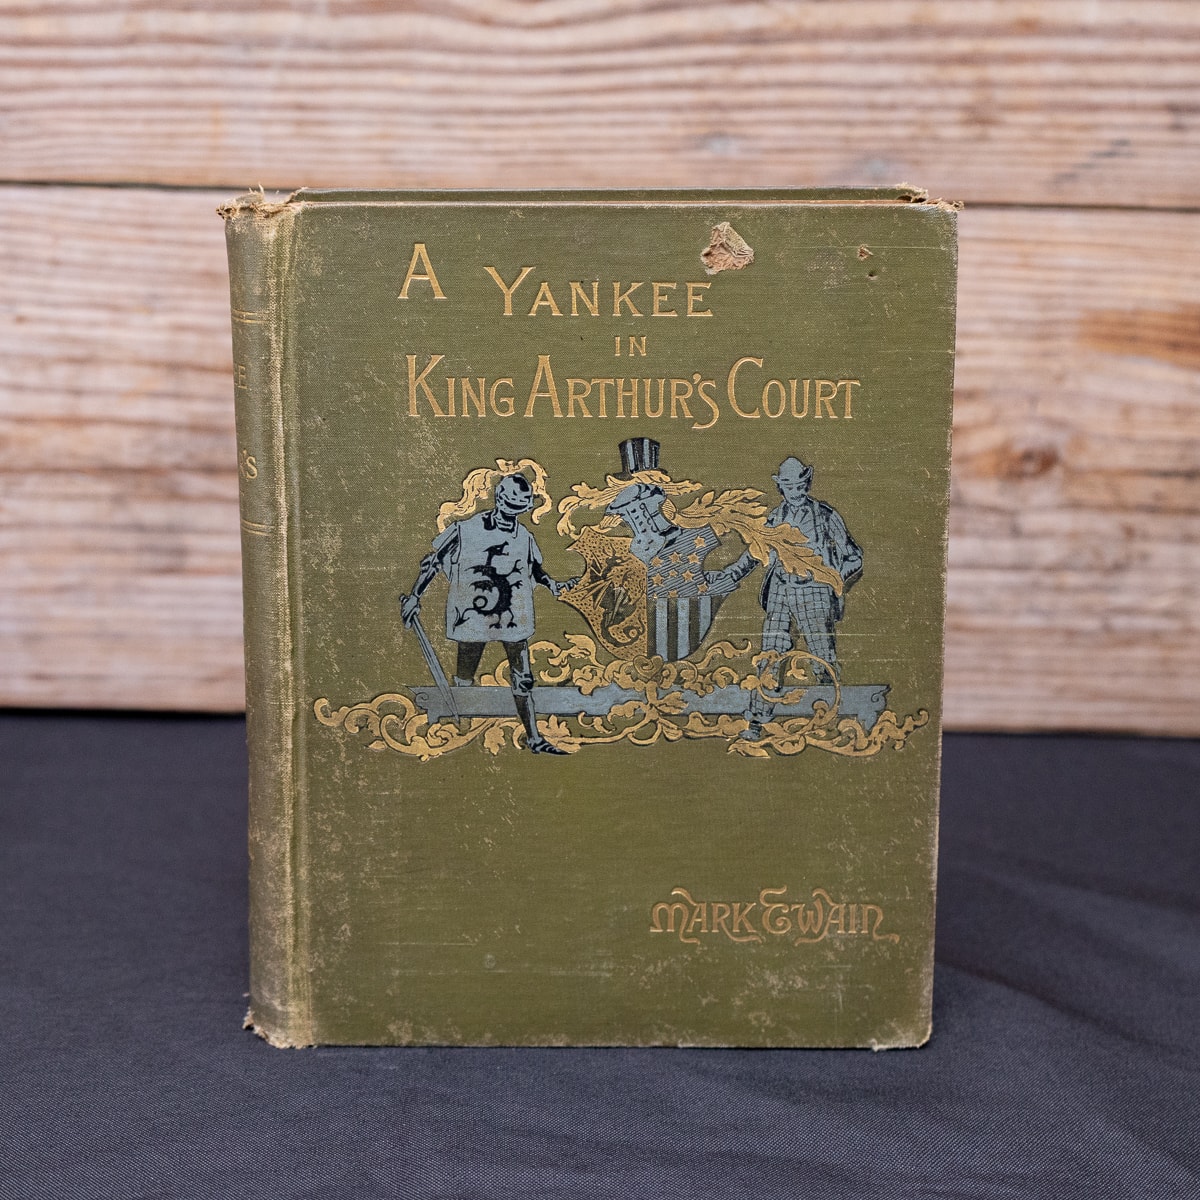 A YANKEE
IN
KING ARTHUR'S COURT
MARK TWAIN